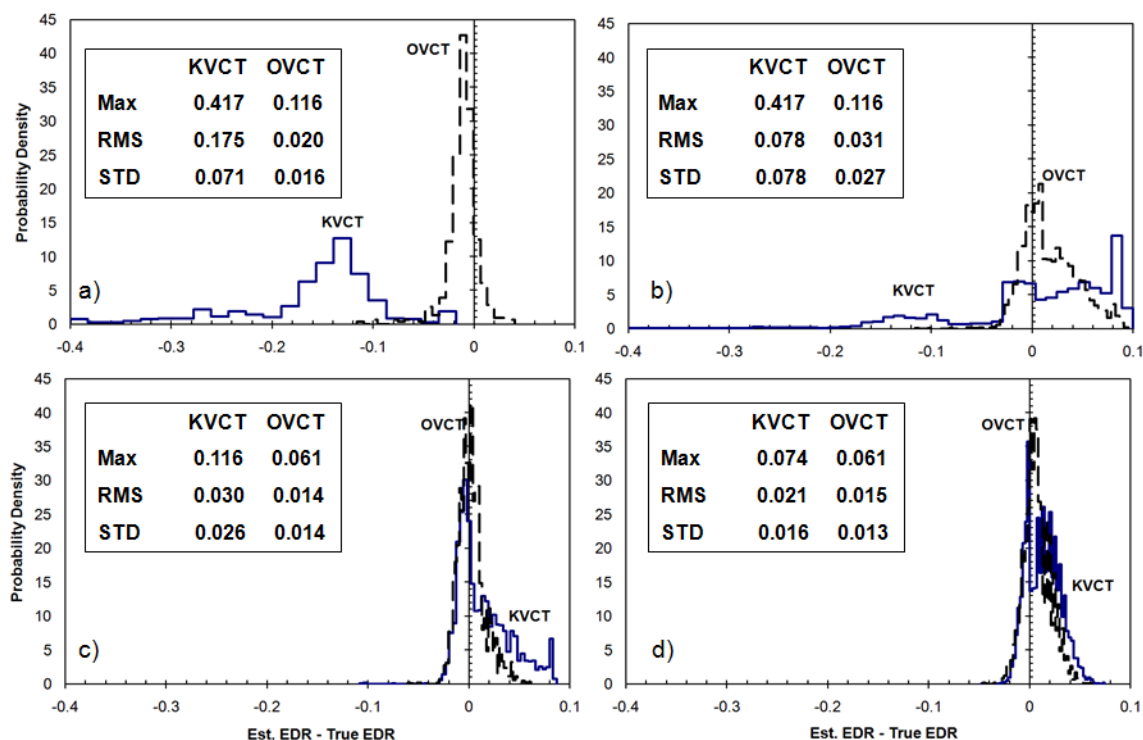 45
40
35
30
25
20
15
10
5
0
Probability Density
-0.4 -0.3 -0.2 -0.1 0 0.1
KVCT OVCT
Max 0.417 0.116
RMS 0.175 0.020
STD 0.071 0.016
OVCT
KVCT
a)
45
40
35
30
25
20
15
10
5
0
-0.4 -0.3 -0.2 -0.1 0 0.1
KVCT OVCT
Max 0.417 0.116
RMS 0.078 0.031
STD 0.078 0.027
OVCT
KVCT
b)
45
40
35
30
25
20
15
10
5
0
Probability Density
-0.4 -0.3 -0.2 -0.1 0 0.1
Est. EDR - True EDR
KVCT OVCT
Max 0.116 0.061
RMS 0.030 0.014
STD 0.026 0.014
OVCT
KVCT
c)
45
40
35
30
25
20
15
10
5
0
-0.4 -0.3 -0.2 -0.1 0 0.1
Est. EDR - True EDR
KVCT OVCT
Max 0.074 0.061
RMS 0.021 0.015
STD 0.016 0.013
OVCT
KVCT
d)